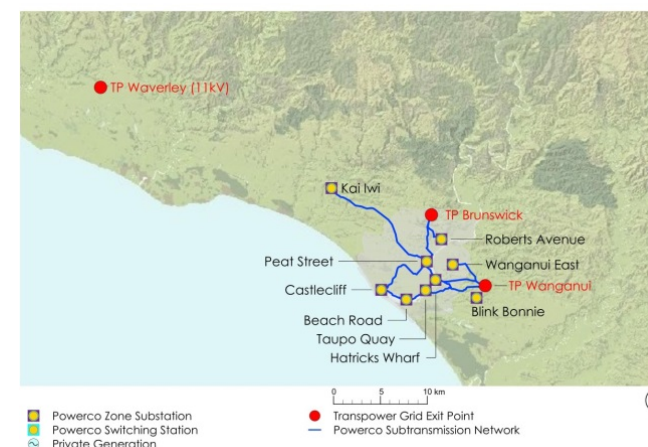 TP Waverley (11kV)
Kai Iwi
TP Brunswick
Roberts Avenue
Peat Street
Wanganui East
Castlecliff
TP Wanganui
Blink Bonnie
Beach Road
Taupo Quay
Hatricks Wharf
0 5 10 km
Powerco Zone Substation
Transpower Grid Exit Point
Powerco Switching Station
Powerco Subtransmission Network
Private Generation